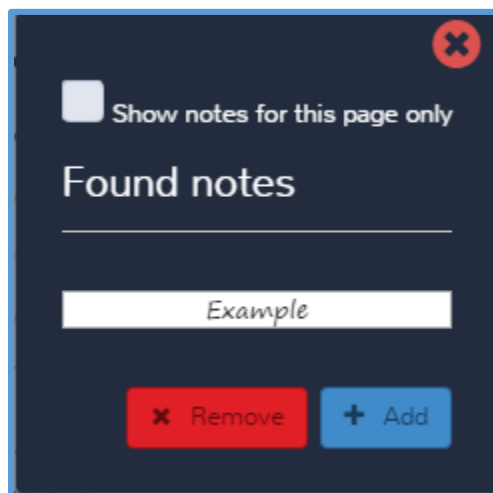 Show notes for this page only
Found notes
Example
Remove
Add